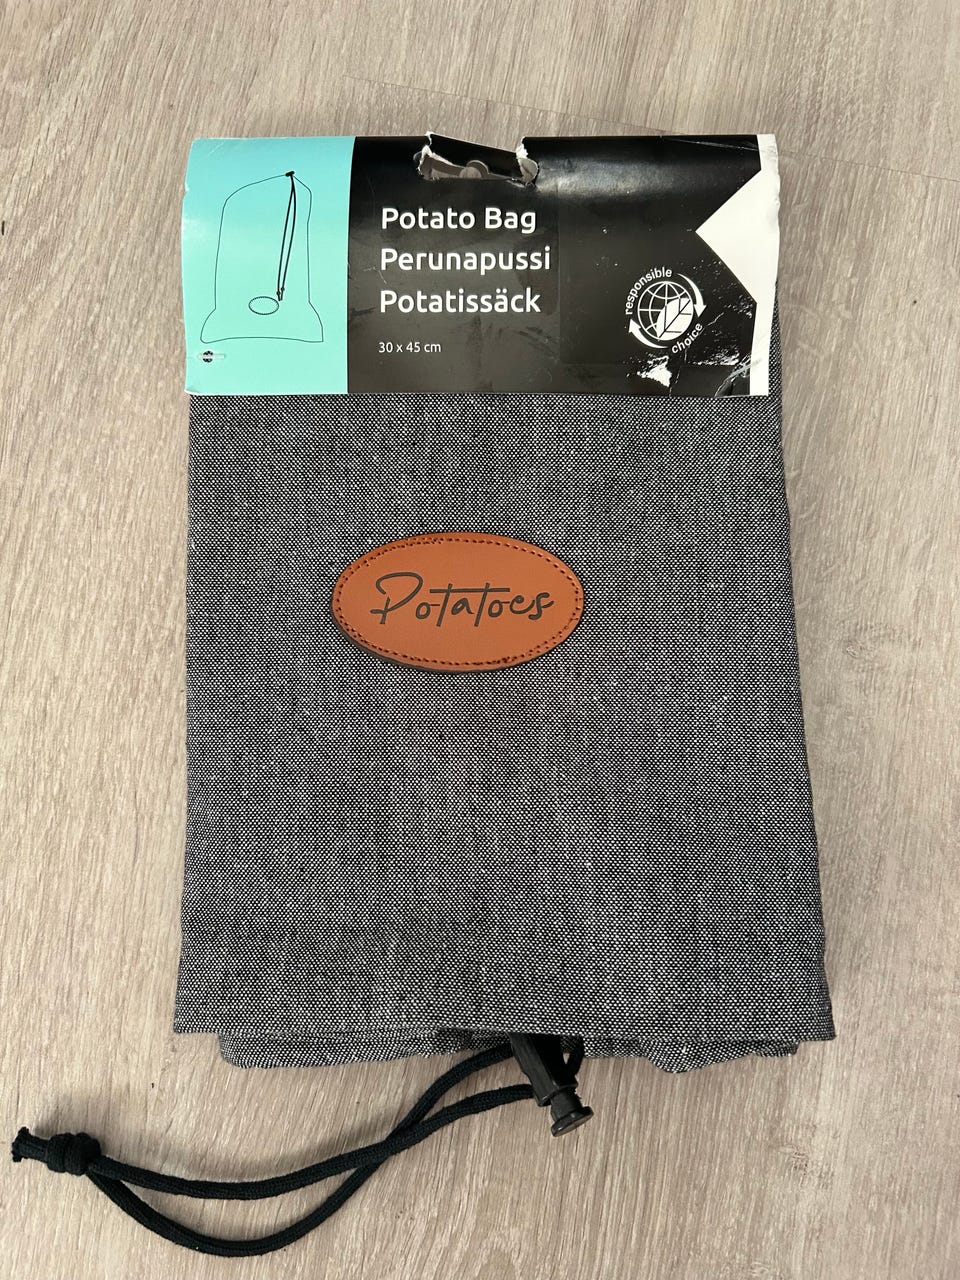 Potato Bag
Perunapussi
Potatissäck
30 x 45 cm
responsible
choice
Potatoes